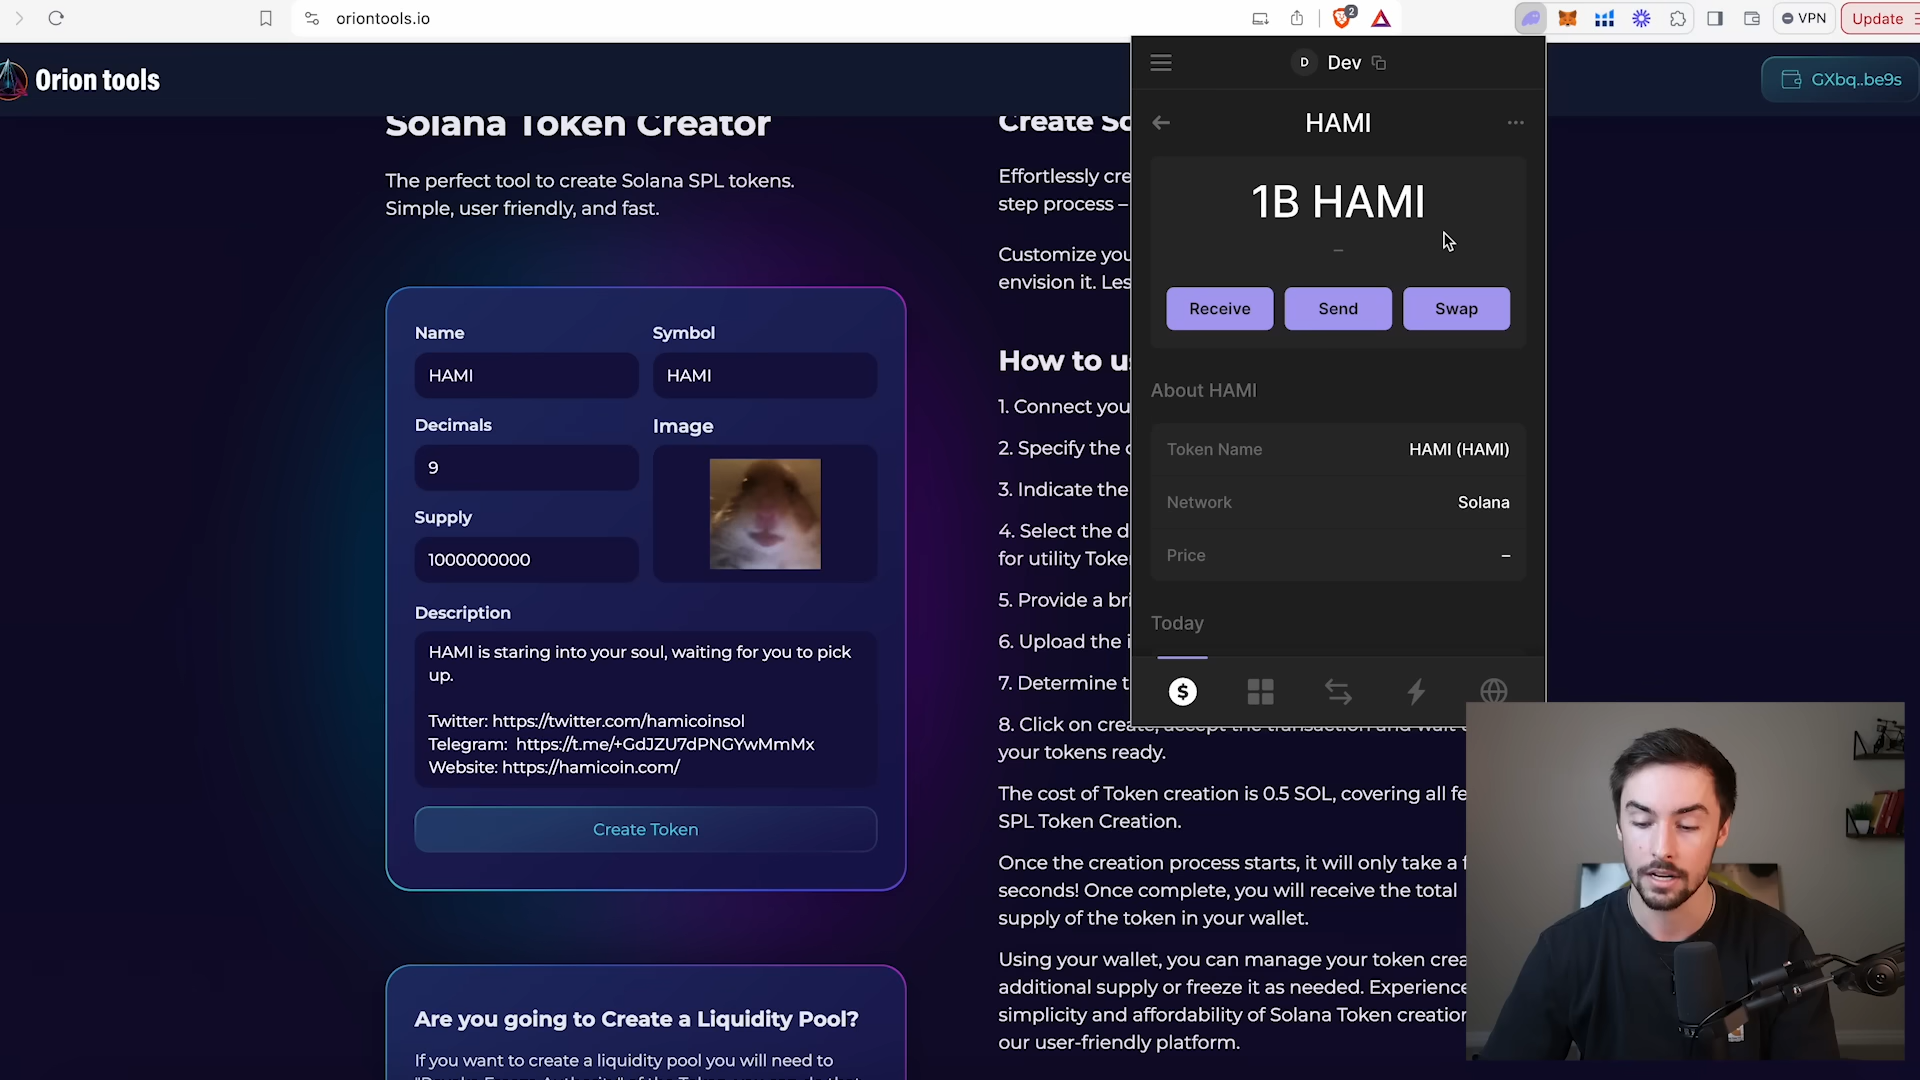 oriontools.io
2
VPN
Update
Orion tools
GXbq..be9s
Solana Token Creator
The perfect tool to create Solana SPL tokens.
Simple, user friendly, and fast.
Name
Symbol
HAMI
HAMI
Decimals
Image
9
Supply
1000000000
Description
HAMI is staring into your soul, waiting for you to pick
up.
Twitter: https://twitter.com/hamicoinsol
Telegram: https://t.me/+GdJZU7dPNGYwMmMx
Website: https://hamicoin.com/
Create Token
Are you going to Create a Liquidity Pool?
If you want to create a liquidity pool you will need to
Create
Effortlessly
step process –
Customize
envision it.
How to
1. Connect
2. Specify the
3. Indicate the
4. Select the
for utility
5. Provide a
6. Upload the
7. Determine
8. Click on
your tokens ready.
The cost of Token creation is 0.5 SOL, covering all
SPL Token Creation.
Once the creation process starts, it will only take a
seconds! Once complete, you will receive the total
supply of the token in your wallet.
Using your wallet, you can manage your token
additional supply or freeze it as needed. Experience
simplicity and affordability of Solana Token
our user-friendly platform.
D
Dev
HAMI
1B HAMI
–
Receive
Send
Swap
About HAMI
Token Name
HAMI (HAMI)
Network
Solana
Price
–
Today